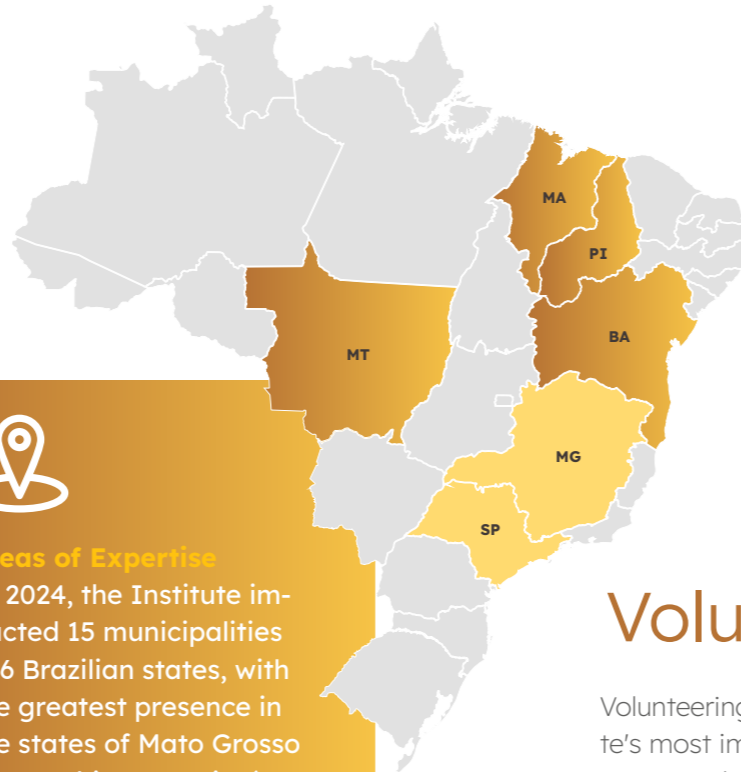 MA
PI
BA
MT
MG
SP
eas of Expertise
2024, the Institute im-
acted 15 municipalities
6 Brazilian states, with
e greatest presence in
e states of Mato Grosso
Volu
Volunteering
te's most im